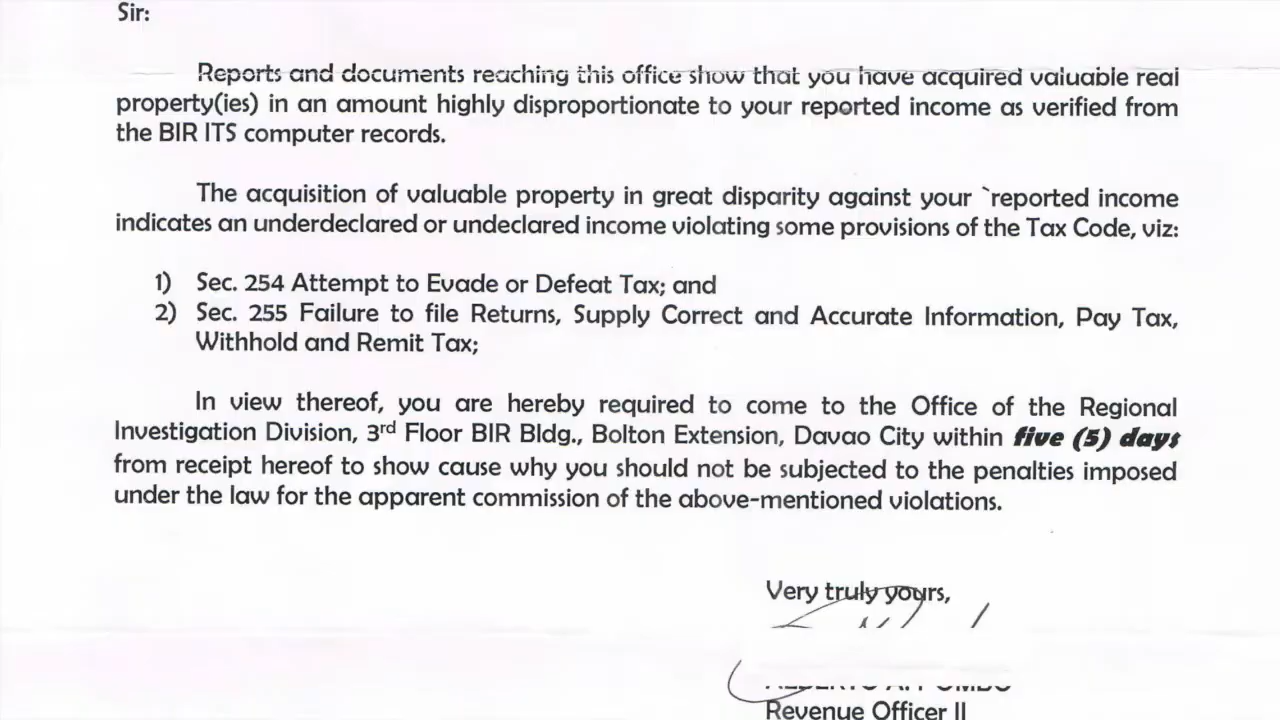 Sir:
Reports and documents reaching this office show that you have acquired valuable real
property(ies) in an amount highly disproportionate to your reported income as verified from
the BIR ITS computer records.
The acquisition of valuable property in great disparity against your `reported income
indicates an underdeclared or undeclared income violating some provisions of the Tax Code, viz:
1) Sec. 254 Attempt to Evade or Defeat Tax; and
2) Sec. 255 Failure to file Returns, Supply Correct and Accurate Information, Pay Tax,
Withhold and Remit Tax;
In view thereof, you are hereby required to come to the Office of the Regional
Investigation Division, 3rd Floor BIR Bldg., Bolton Extension, Davao City within five (5) days
from receipt hereof to show cause why you should not be subjected to the penalties imposed
under the law for the apparent commission of the above-mentioned violations.
Very truly yours,
Revenue Officer II